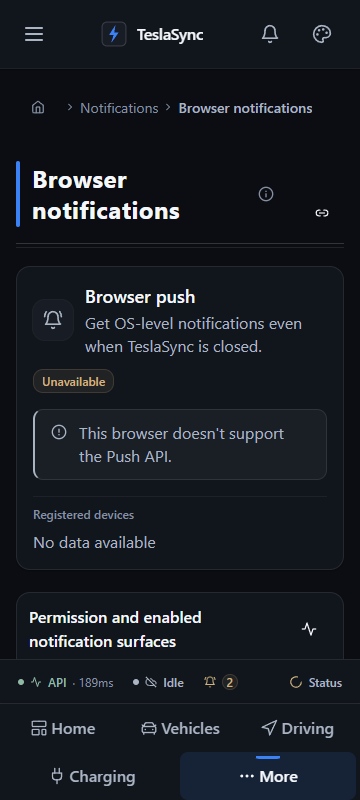 TeslaSync
Notifications
Browser notifications
Browser
notifications
Browser push
Get OS-level notifications even
when TeslaSync is closed.
Unavailable
This browser doesn't support
the Push API.
Registered devices
No data available
Permission and enabled
notification surfaces
API · 189ms
Idle
2
Status
Home
Vehicles
Driving
Charging
More